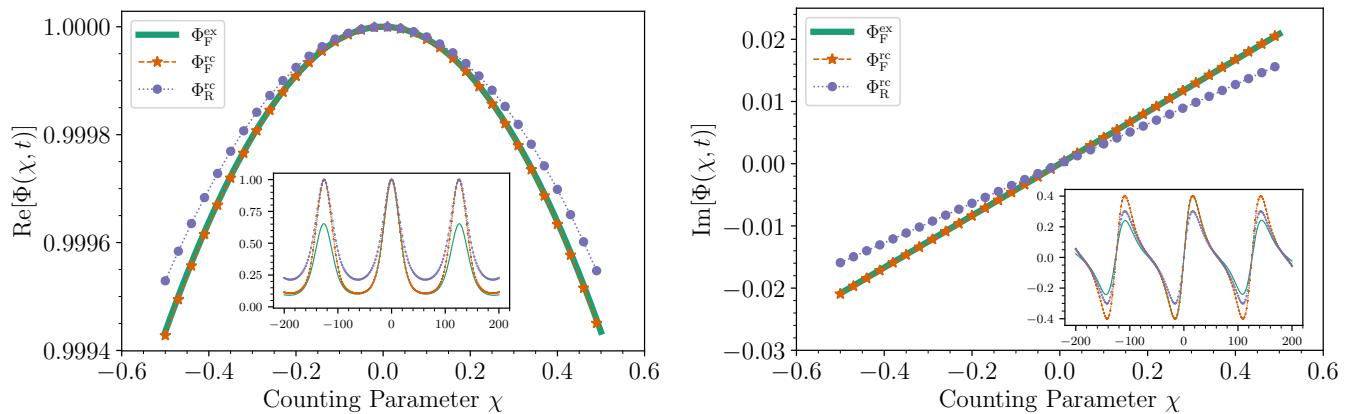 1.0000
0.9998
0.9996
0.9994
Re[Φ(χ, t)]
Φ_F^ex
Φ_F^rc
Φ_R^rc
1.00
0.75
0.50
0.25
0.00
−200 −100 0 100 200
−0.6 −0.4 −0.2 0.0 0.2 0.4 0.6
Counting Parameter χ
0.02
0.01
0.00
−0.01
−0.02
−0.03
Im[Φ(χ, t)]
Φ_F^ex
Φ_F^rc
Φ_R^rc
0.4
0.2
0.0
−0.2
−0.4
−200 −100 0 100 200
−0.6 −0.4 −0.2 0.0 0.2 0.4 0.6
Counting Parameter χ